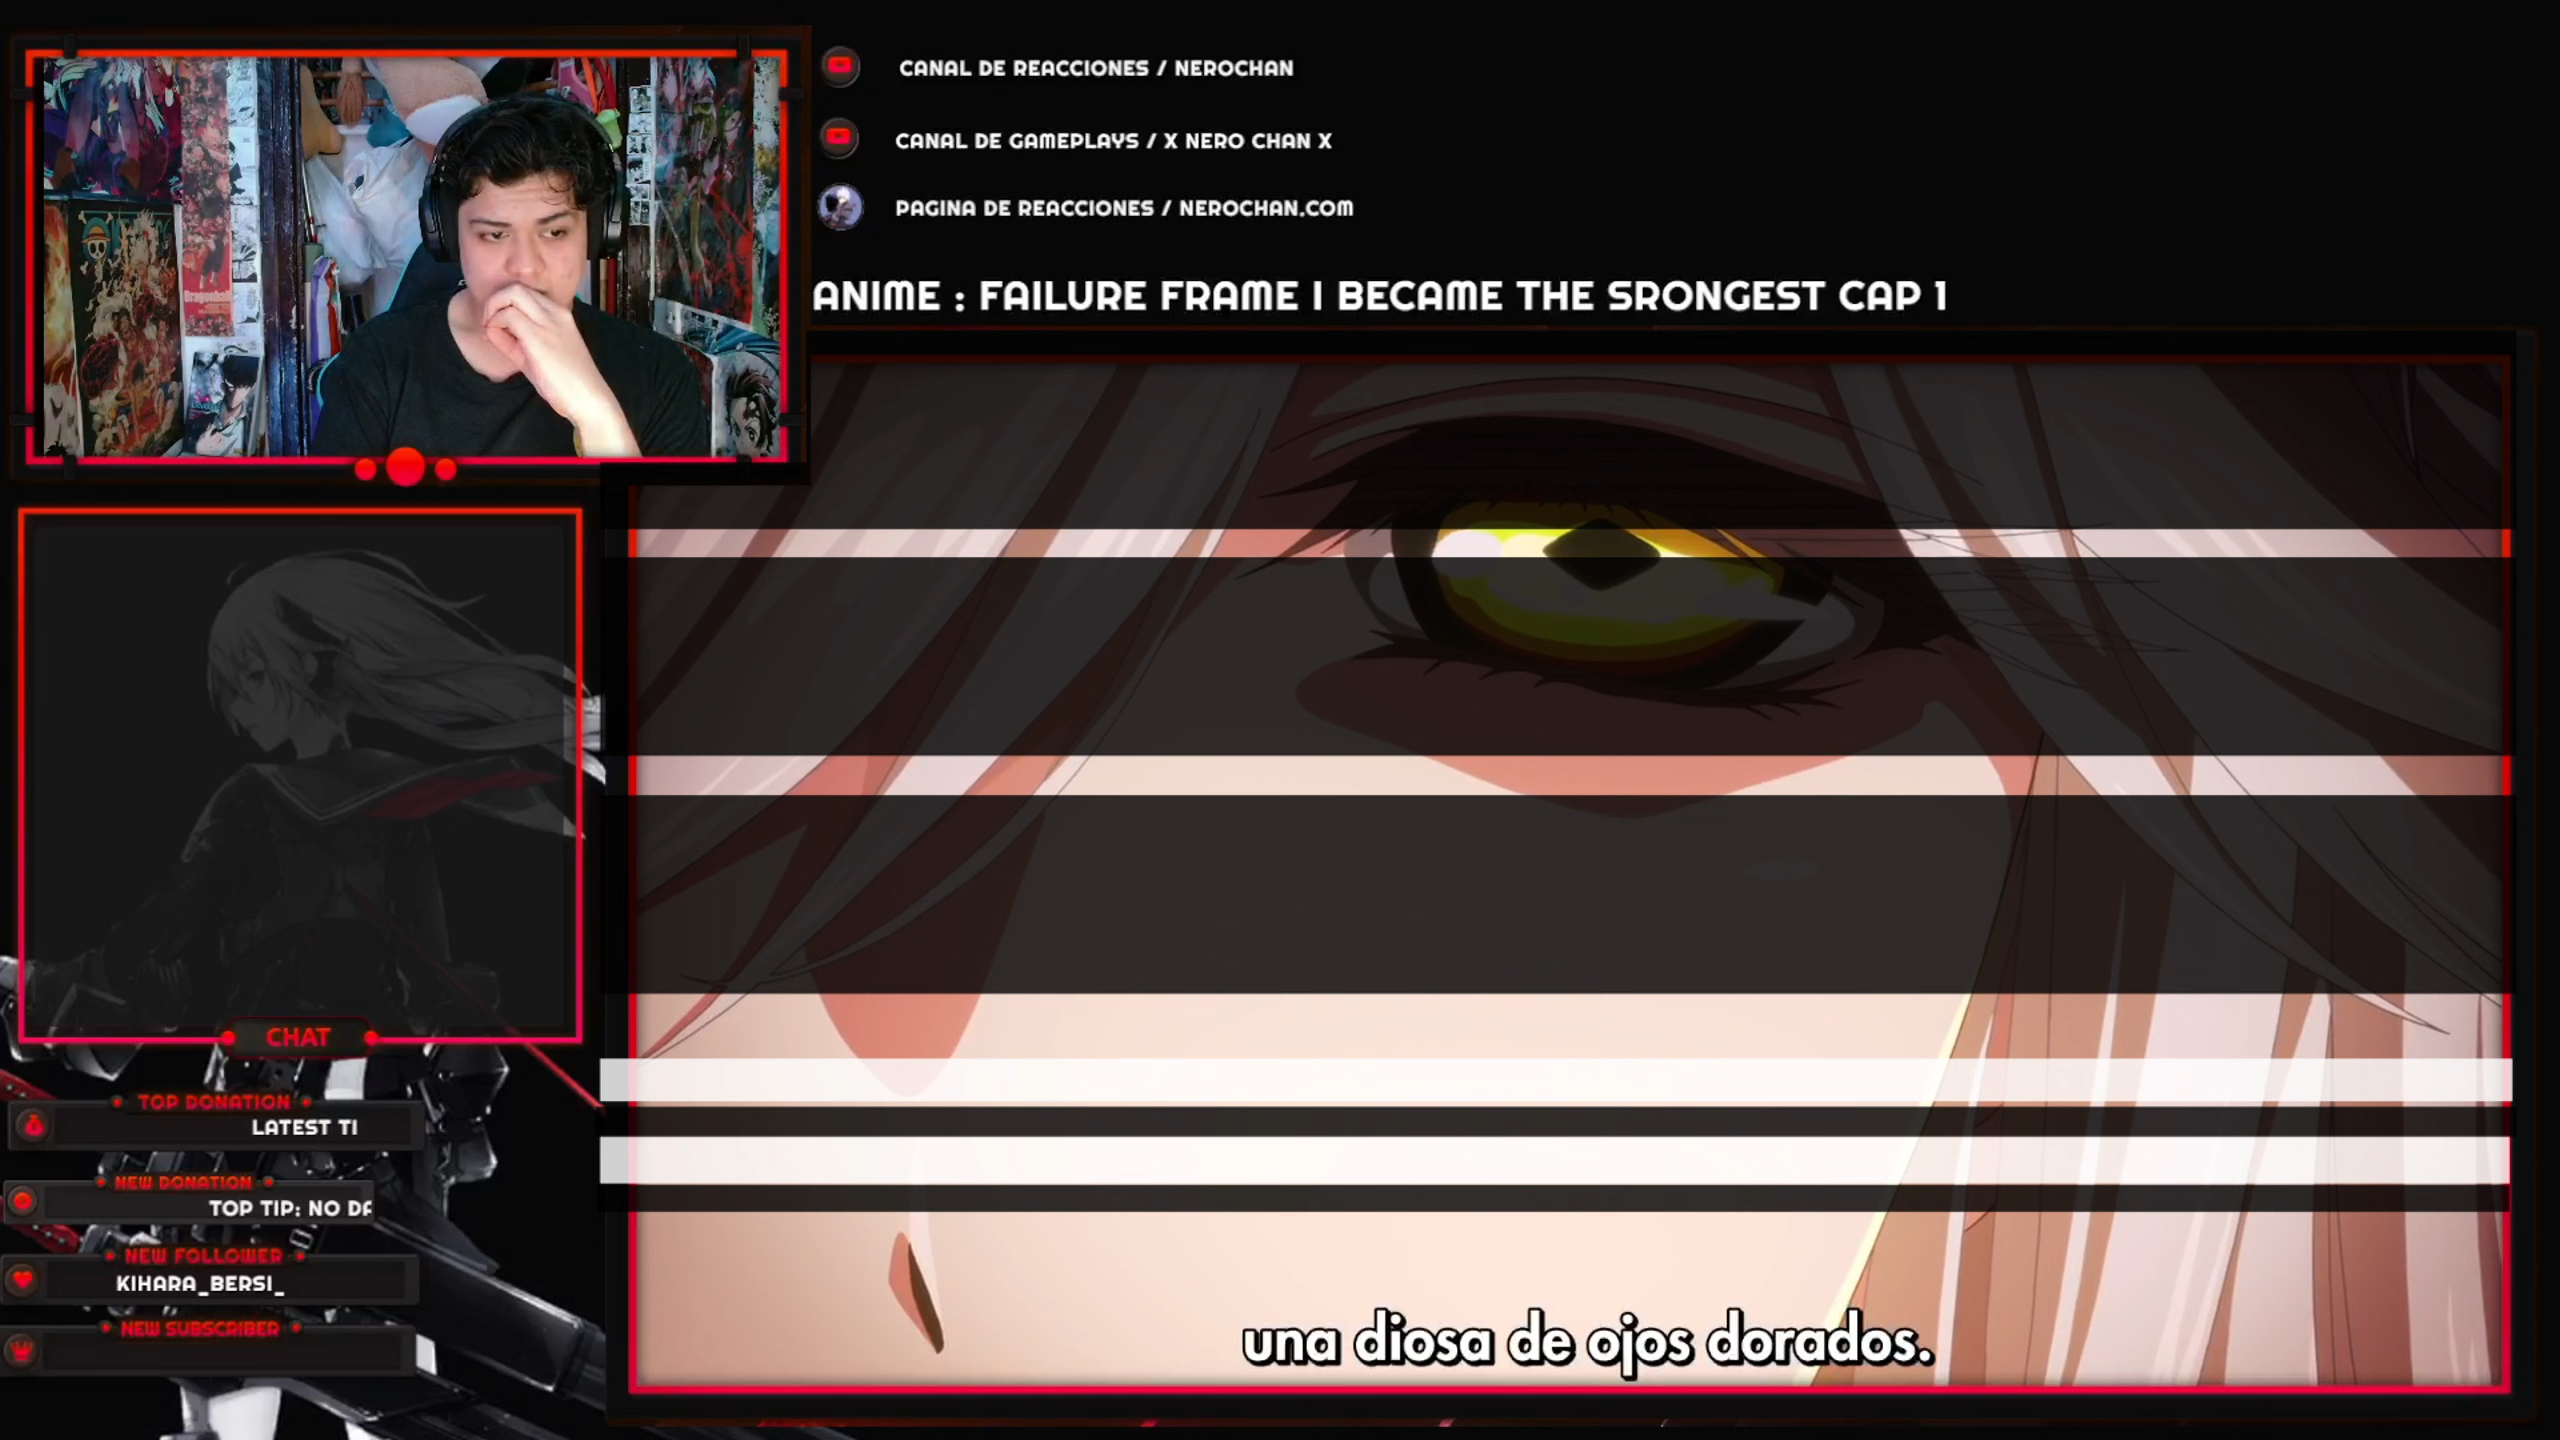 CANAL DE REACCIONES / NEROCHAN
CANAL DE GAMEPLAYS / X NERO CHAN X
PAGINA DE REACCIONES / NEROCHAN.COM
ANIME : FAILURE FRAME I BECAME THE SRONGEST CAP 1
Dragonball
CHAT
TOP DONATION
LATEST TI
NEW DONATION
TOP TIP: NO DA
NEW FOLLOWER
KIHARA_BERSI_
NEW SUBSCRIBER
una diosa de ojos dorados.